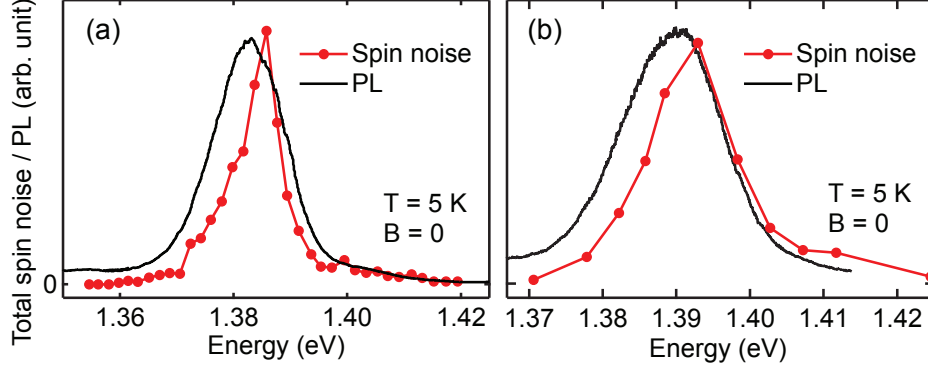 Total spin noise / PL (arb. unit)
(a)
Spin noise
PL
T = 5 K
B = 0
0
1.36 1.38 1.40 1.42
Energy (eV)
(b)
Spin noise
PL
T = 5 K
B = 0
1.37 1.38 1.39 1.40 1.41 1.42
Energy (eV)